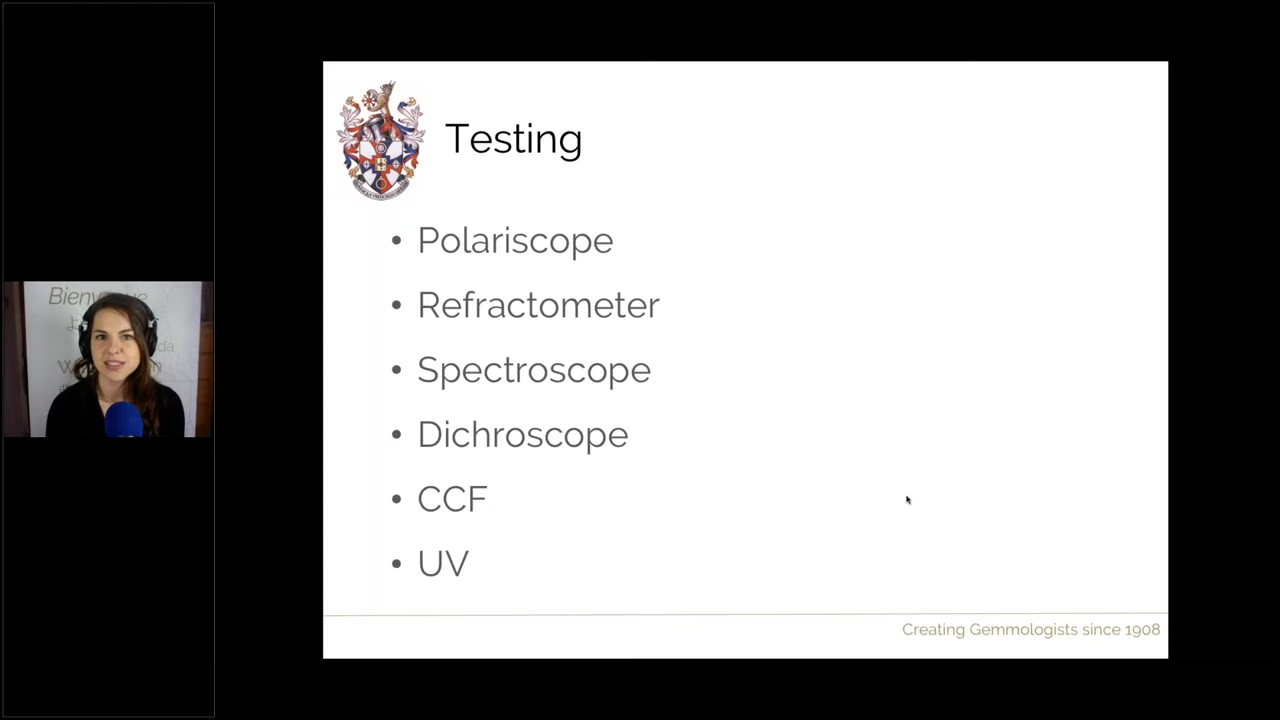 Testing
• Polariscope
• Refractometer
• Spectroscope
• Dichroscope
• CCF
• UV
Creating Gemmologists since 1908